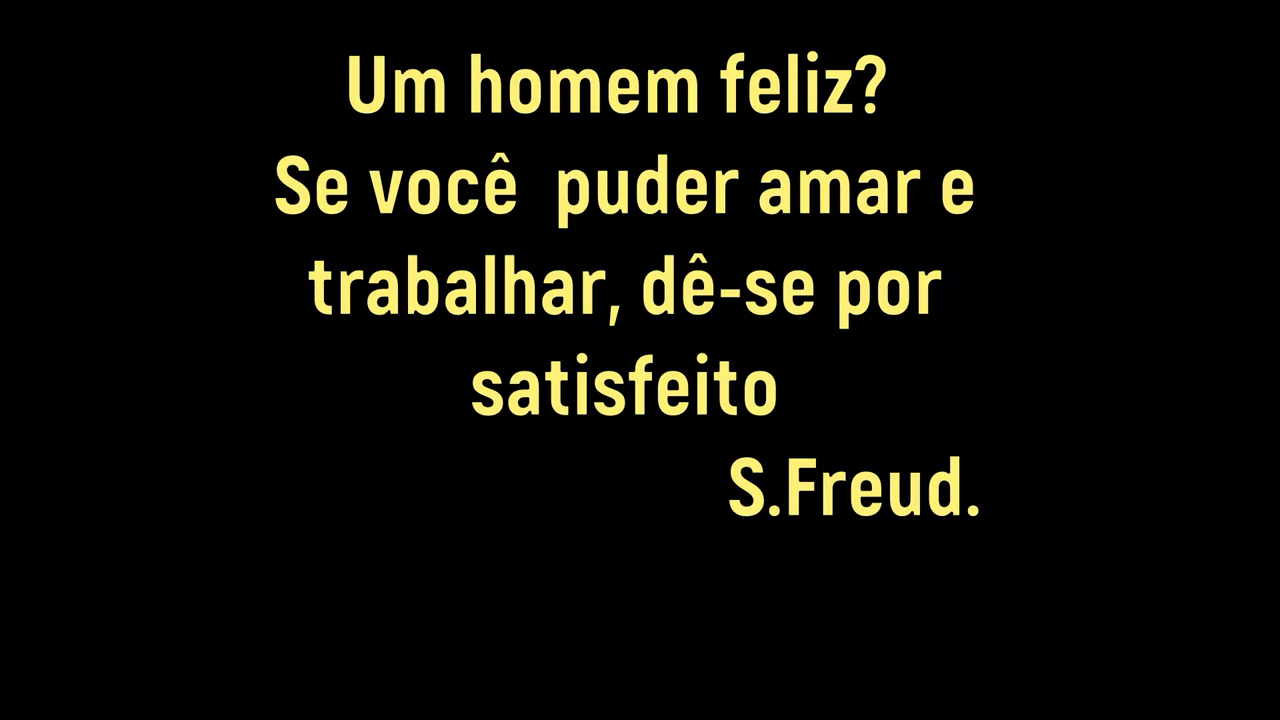 Um homem feliz?
Se você puder amar e
trabalhar, dê-se por
satisfeito
S.Freud.